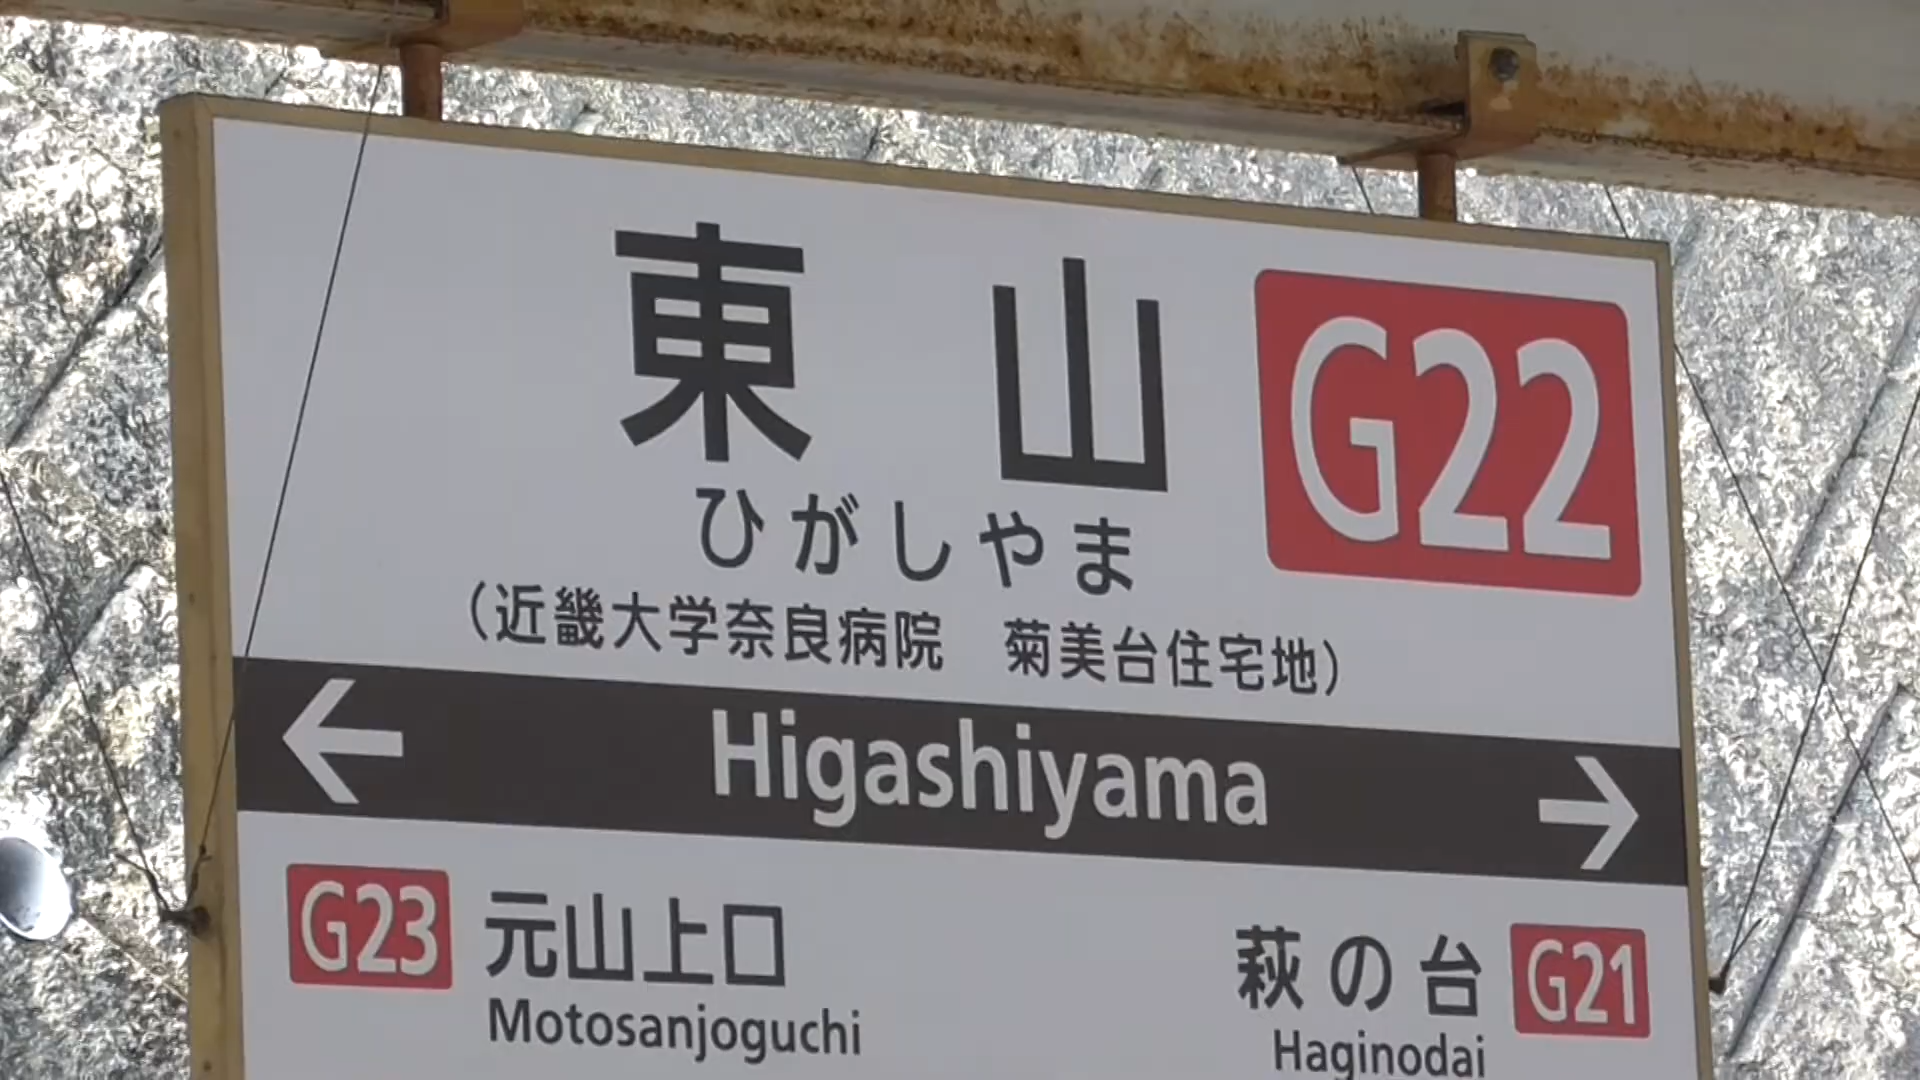 東山 G22
ひがしやま
（近畿大学奈良病院　菊美台住宅地）
← Higashiyama →
G23 元山上口
Motosanjoguchi
萩の台 G21
Haginodai